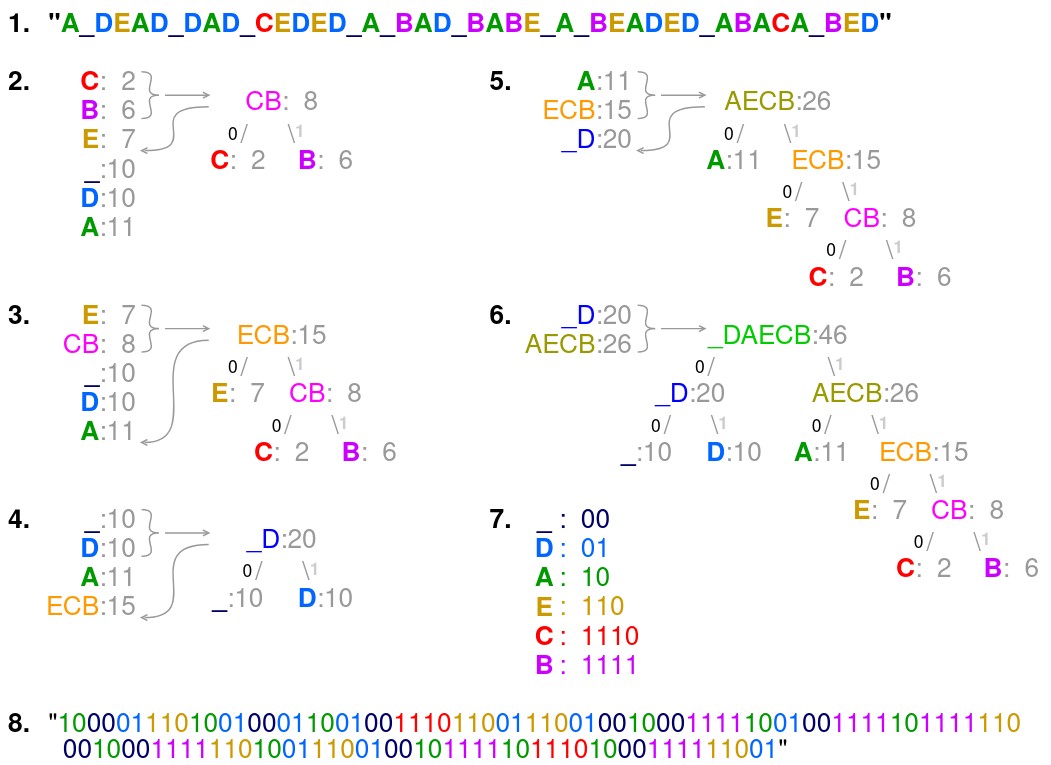 1. "A_DEAD_DAD_CEDED_A_BAD_BABE_A_BEADED_ABACA_BED"
2.
C: 2
B: 6
E: 7
_:10
D:10
A:11
CB: 8
0 1
C: 2 B: 6
3.
E: 7
CB: 8
_:10
D:10
A:11
ECB:15
0 1
E: 7 CB: 8
0 1
C: 2 B: 6
4.
_:10
D:10
A:11
ECB:15
_D:20
0 1
_:10 D:10
5.
A:11
ECB:15
_D:20
AECB:26
0 1
A:11 ECB:15
0 1
E: 7 CB: 8
0 1
C: 2 B: 6
6.
_D:20
AECB:26
_DAECB:46
0 1
_D:20 AECB:26
0 1 0 1
_:10 D:10 A:11 ECB:15
0 1
E: 7 CB: 8
0 1
C: 2 B: 6
7.
_ : 00
D : 01
A : 10
E : 110
C : 1110
B : 1111
8. "100001110100100011001001110110011100100100011111001001111101111110
0010001111110100111001001011111011101000111111001"